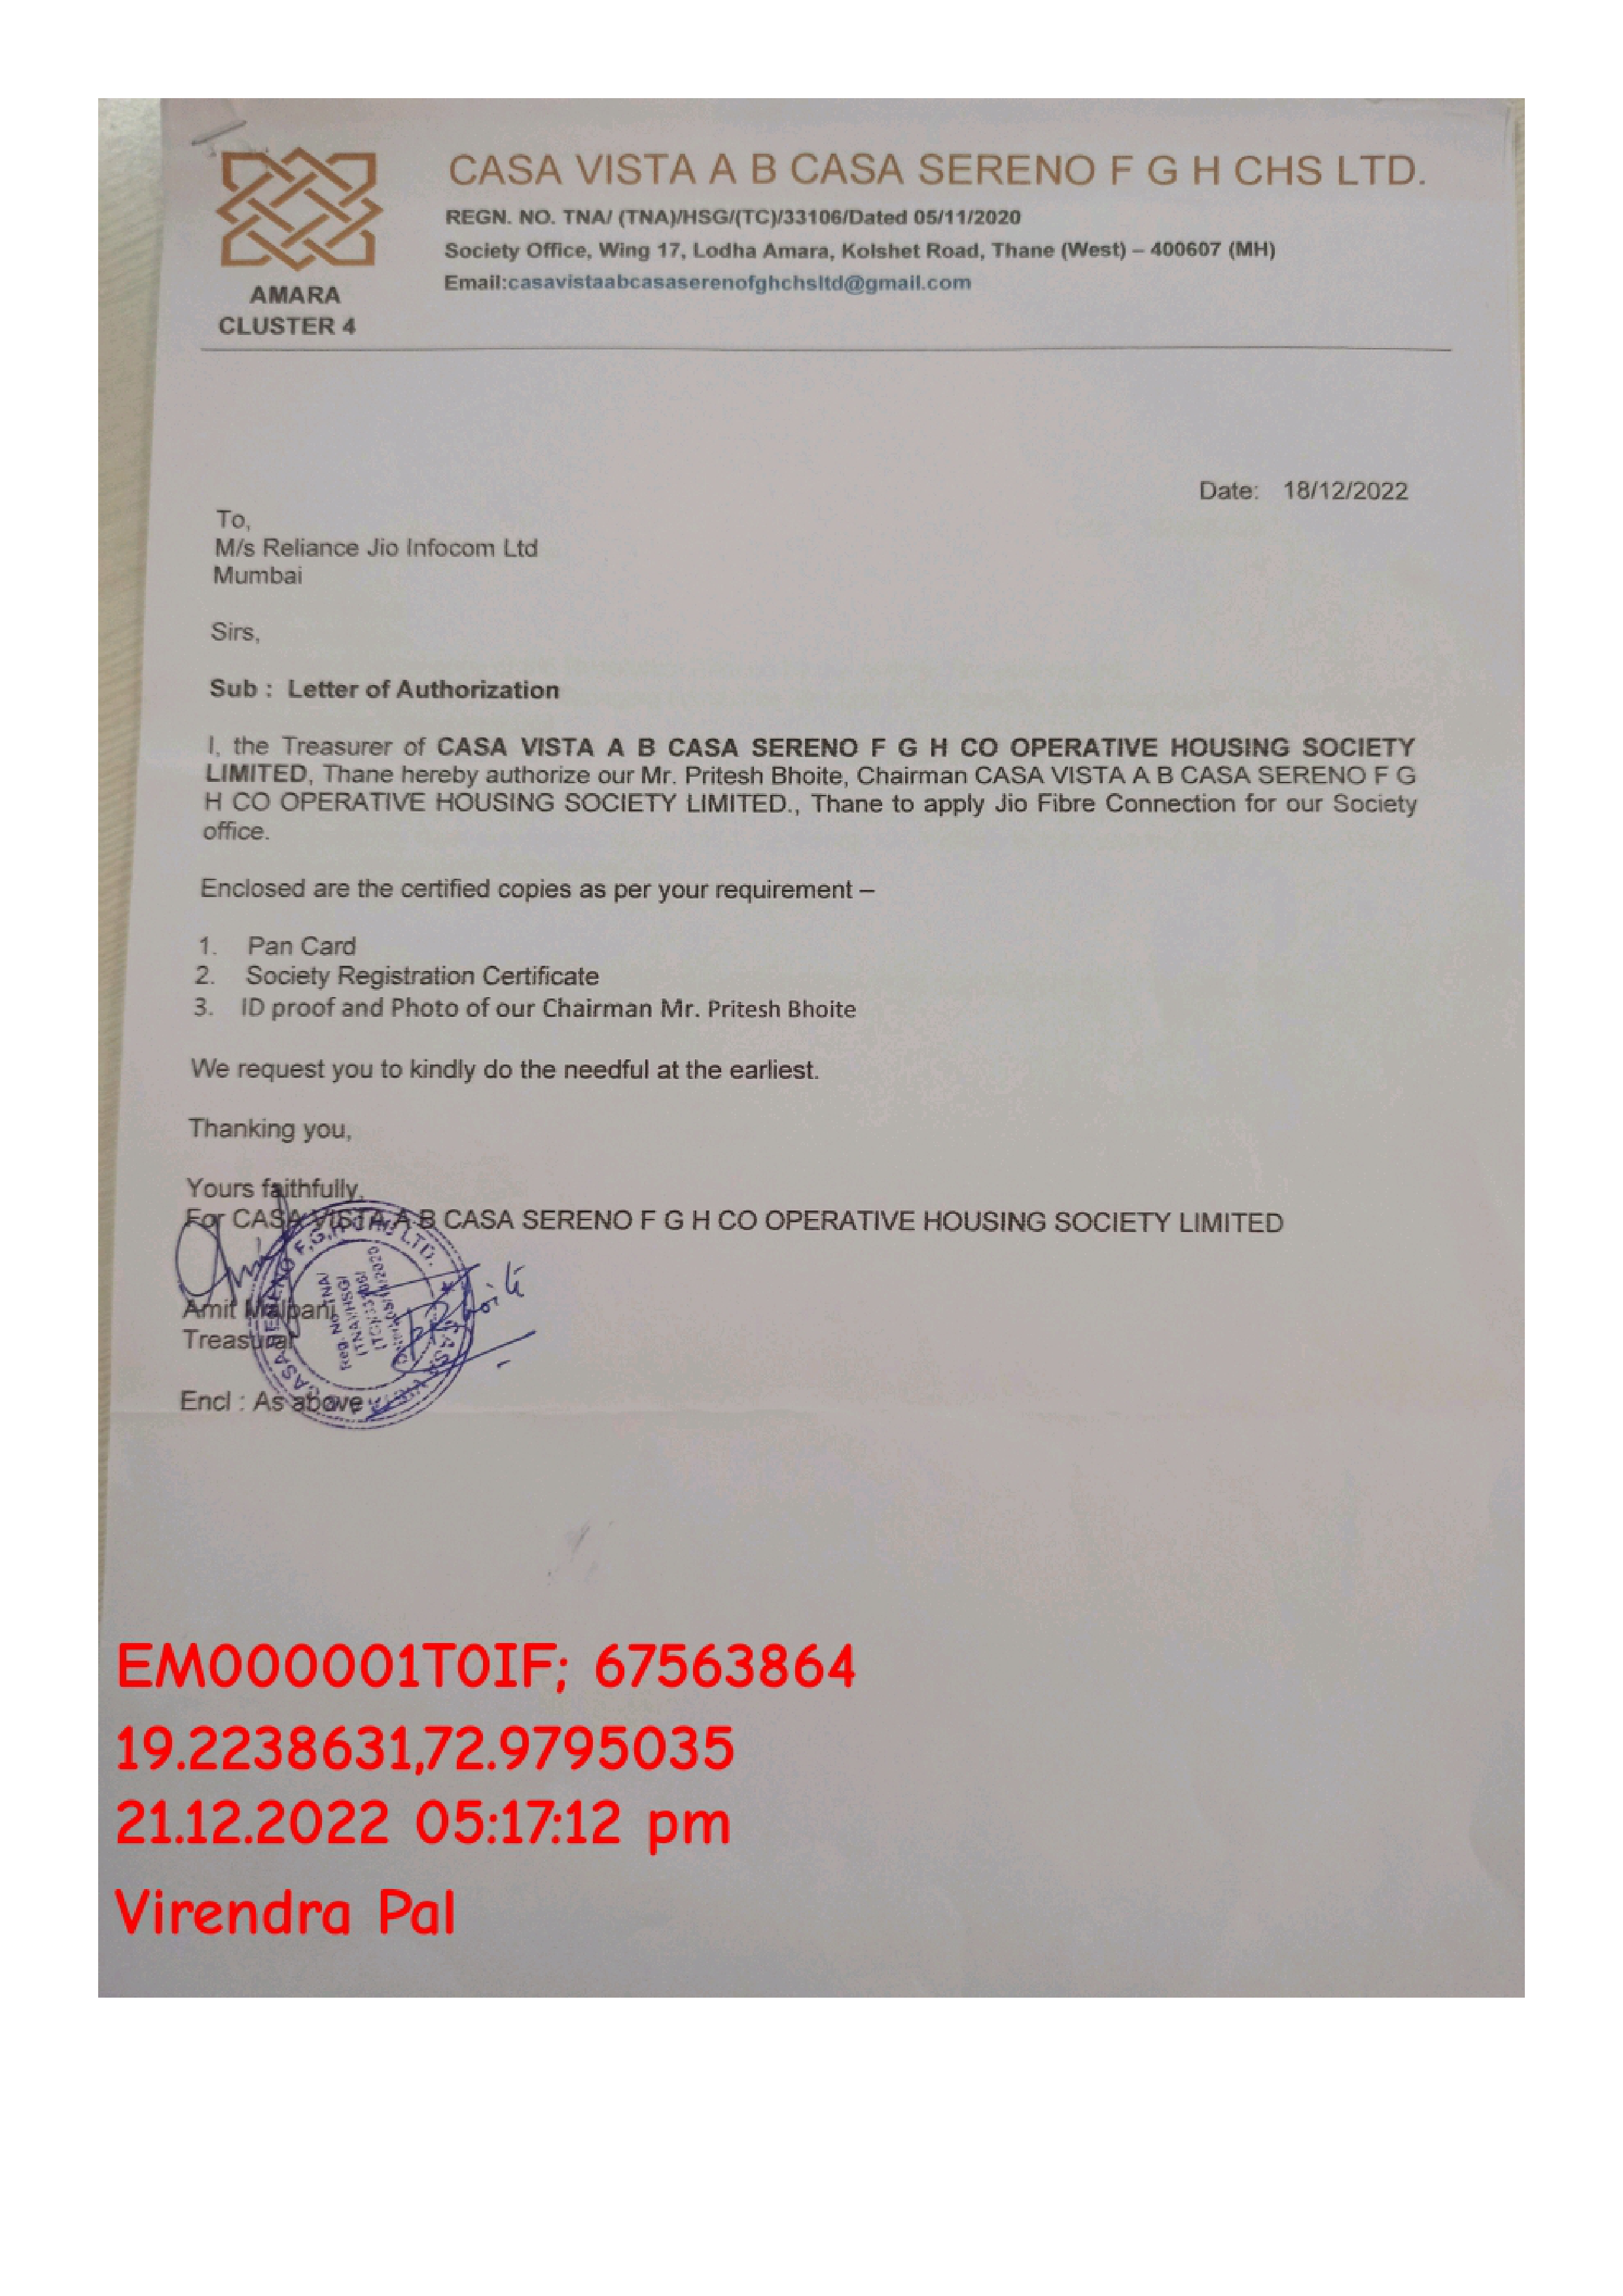 CASA VISTA A B CASA SERENO F G H CHS LTD.
REGN. NO. TNA/ (TNA)/HSG/(TC)/33106/Dated 05/11/2020
Society Office, Wing 17, Lodha Amara, Kolshet Road, Thane (West) – 400607 (MH)
Email:casavistaabcasaserenofghchsltd@gmail.com
AMARA
CLUSTER 4
Date: 18/12/2022
To,
M/s Reliance Jio Infocom Ltd
Mumbai
Sirs,
Sub : Letter of Authorization
I, the Treasurer of CASA VISTA A B CASA SERENO F G H CO OPERATIVE HOUSING SOCIETY
LIMITED, Thane hereby authorize our Mr. Pritesh Bhoite, Chairman CASA VISTA A B CASA SERENO F G
H CO OPERATIVE HOUSING SOCIETY LIMITED., Thane to apply Jio Fibre Connection for our Society
office.
Enclosed are the certified copies as per your requirement –
1. Pan Card
2. Society Registration Certificate
3. ID proof and Photo of our Chairman Mr. Pritesh Bhoite
We request you to kindly do the needful at the earliest.
Thanking you,
Yours faithfully,
For CASA VISTA A B CASA SERENO F G H CO OPERATIVE HOUSING SOCIETY LIMITED
Amit Malpani
Treasurar
Encl : As above
EM000001T0IF; 67563864
19.2238631,72.9795035
21.12.2022 05:17:12 pm
Virendra Pal